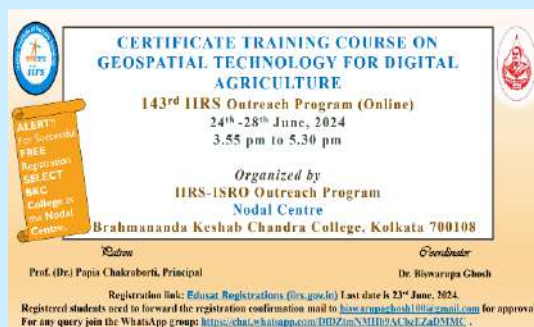 CERTIFICATE TRAINING COURSE ON
GEOSPATIAL TECHNOLOGY FOR DIGITAL
AGRICULTURE
143rd IIRS Outreach Program (Online)
24th -28th June, 2024
3.55 pm to 5.30 pm
Organized by
IIRS-ISRO Outreach Program
Nodal Centre
Brahmananda Keshab Chandra College, Kolkata 700108
iirs
ALERT!!
For Successful
FREE
Registration
SELECT
BKC
College as
the Nodal
Centre.
Patron
Prof. (Dr.) Papia Chakraborti, Principal
Coordinator
Dr. Biswarupa Ghosh
Registration link: Edusat Registrations (iirs.gov.in) Last date is 23rd June, 2024.
Registered students need to forward the registration confirmation mail to biswarupaghosh100@gmail.com for approval
For any query join the WhatsApp group: